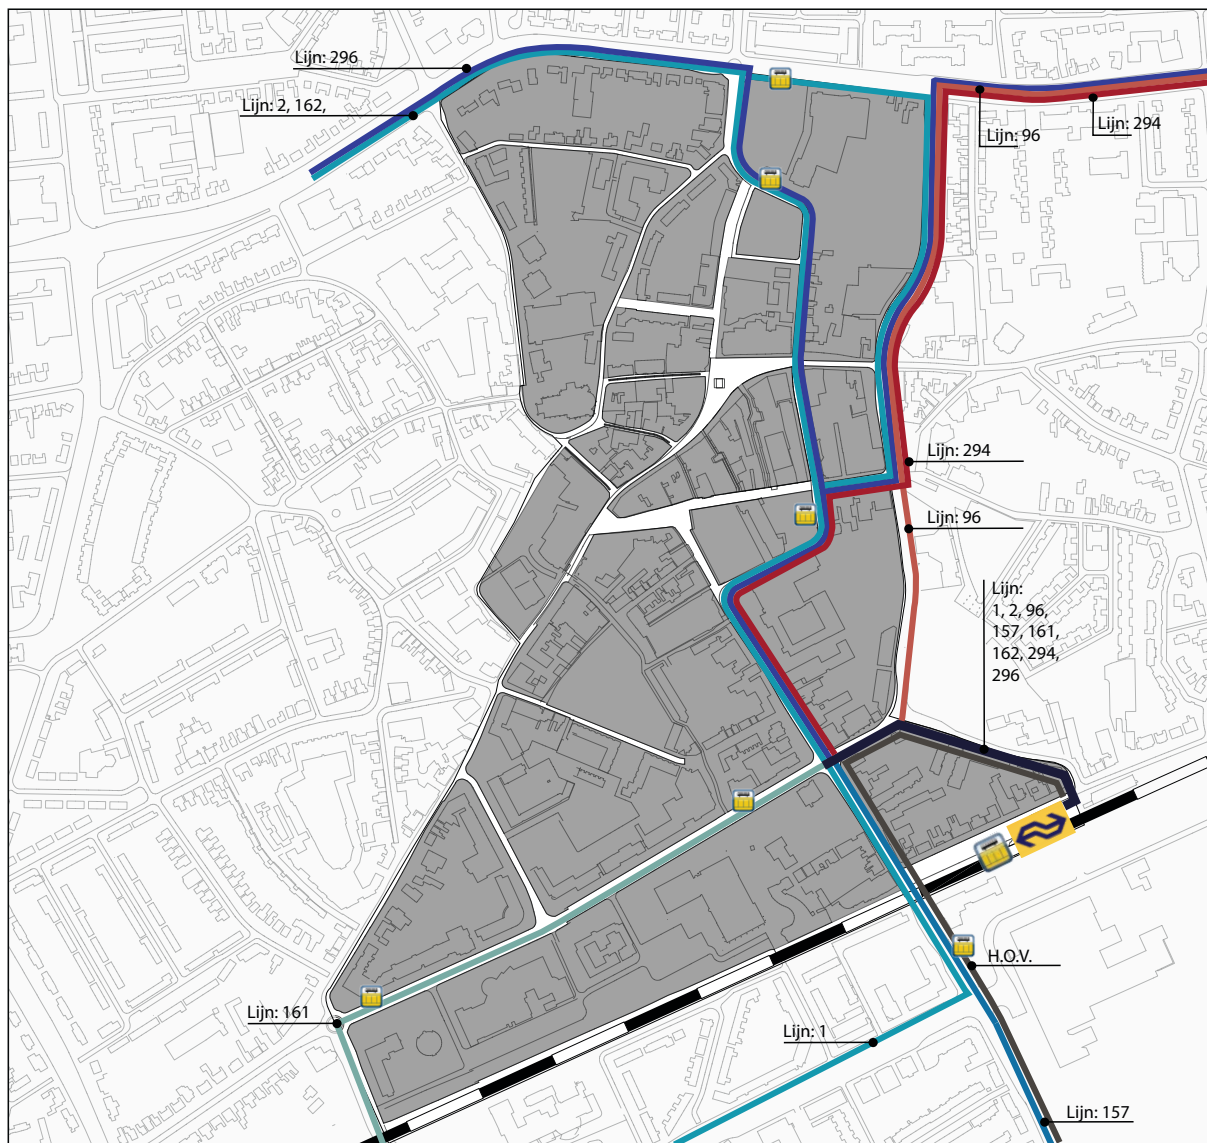 Lijn: 296
Lijn: 2, 162,
Lijn: 96
Lijn: 294
Lijn: 294
Lijn: 96
Lijn:
1, 2, 96,
157, 161,
162, 294,
296
H.O.V.
Lijn: 161
Lijn: 1
Lijn: 157